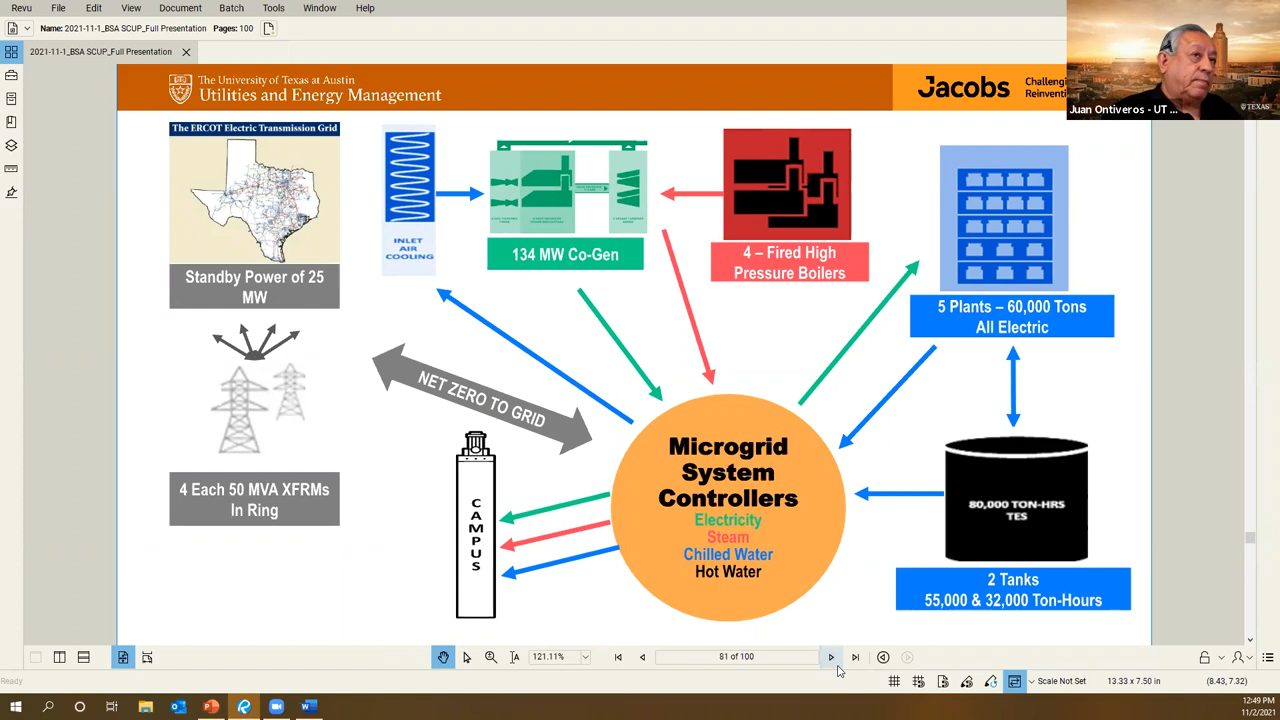 Revu File Edit View Document Batch Tools Window Help
Name: 2021-11-1_BSA SCUP_Full Presentation Pages: 100
2021-11-1_BSA SCUP_Full Presentation
The University of Texas at Austin
Utilities and Energy Management
Jacobs
Juan Ontiveros - UT ...
TEXAS
The ERCOT Electric Transmission Grid
Standby Power of 25
MW
INLET
AIR
COOLING
134 MW Co-Gen
4 – Fired High
Pressure Boilers
5 Plants – 60,000 Tons
All Electric
NET ZERO TO GRID
4 Each 50 MVA XFRMs
In Ring
CAMPUS
Microgrid
System
Controllers
Electricity
Steam
Chilled Water
Hot Water
80,000 TON-HRS
TES
2 Tanks
55,000 & 32,000 Ton-Hours
121.11%
81 of 100
Ready
Scale Not Set
13.33 x 7.50 in
(8.43, 7.32)
12:49 PM
11/2/2021